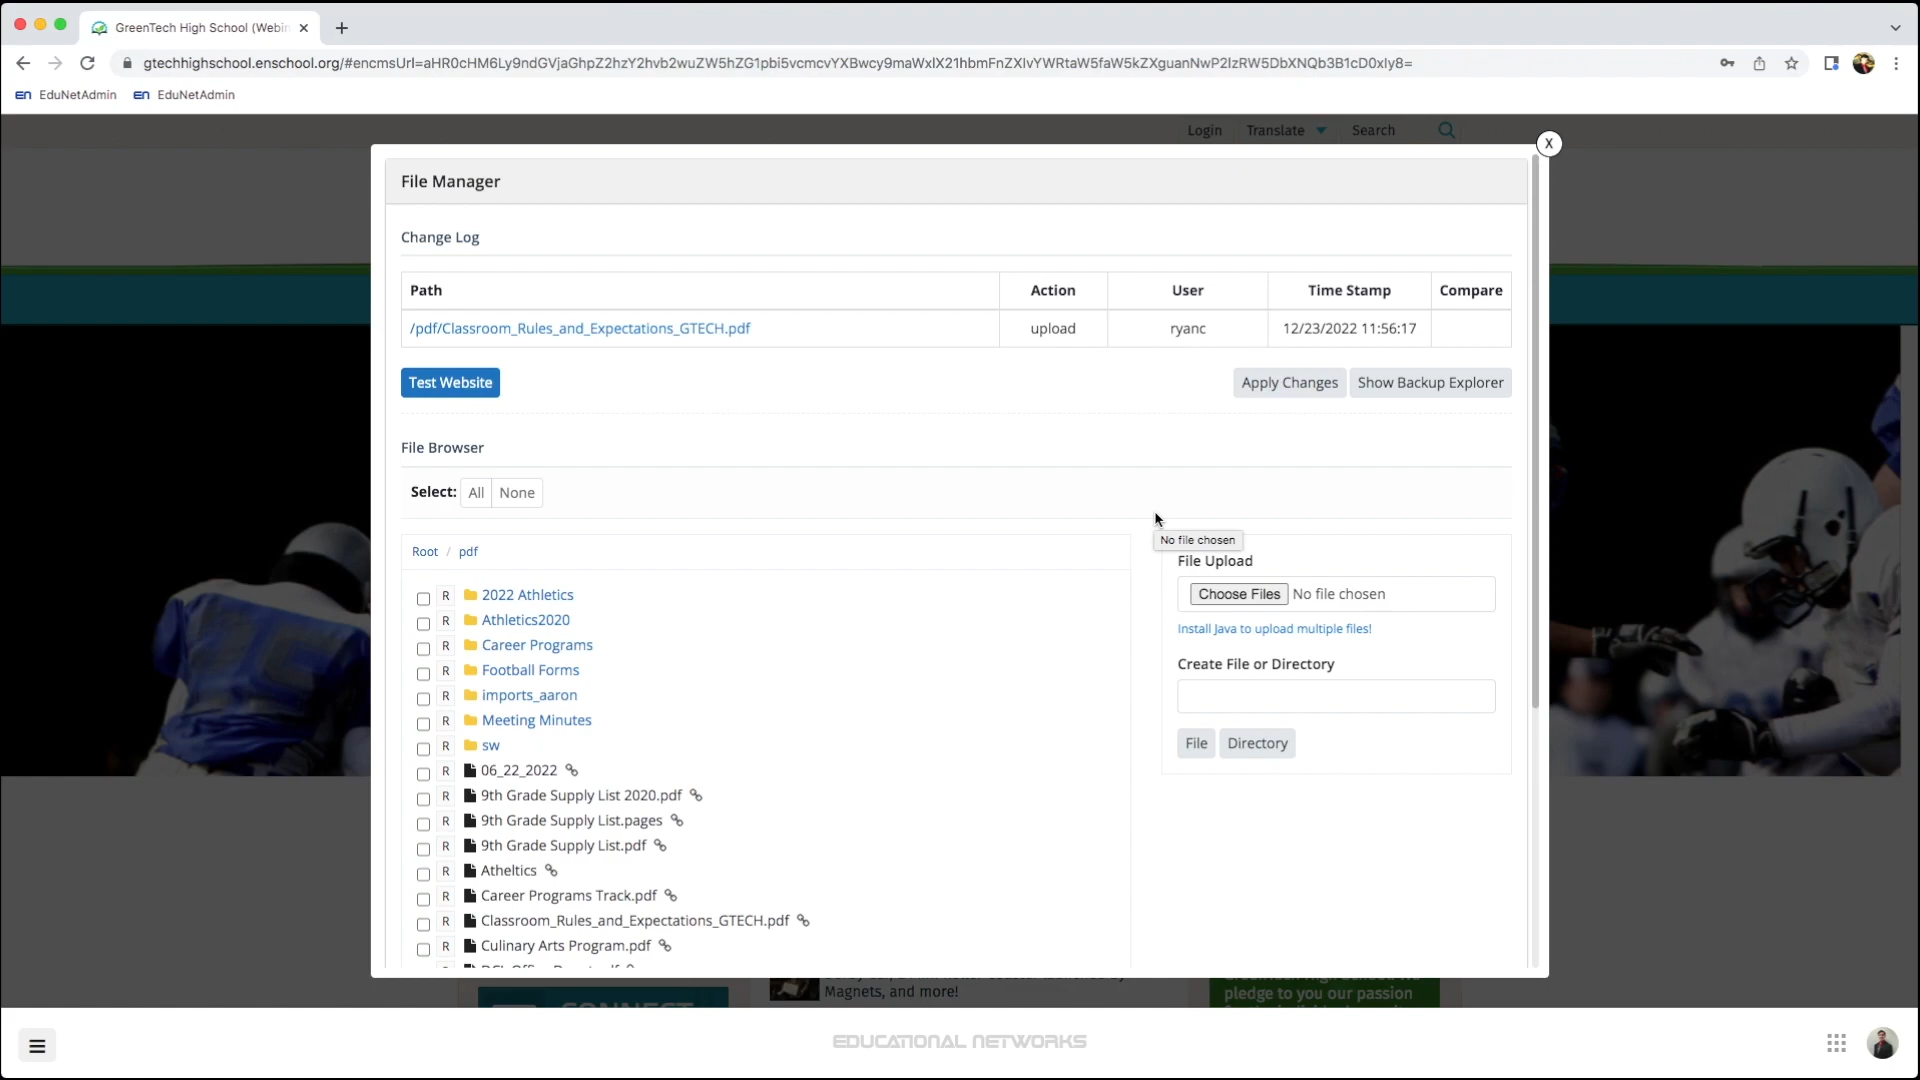 GreenTech High School (Webin
gtechhighschool.enschool.org/#encmsUrl=aHR0cHM6Ly9ndGVjaGhpZ2hzY2hvb2wuZW5hZG1pbi5vcmcvYXBwcy9maWxlX21hbmFnZXIvYWRtaW5faW5kZXguanNwP2lzRW5DbXNQb3B1cD0xIy8=
EduNetAdmin
EduNetAdmin
Login Translate Search
X
File Manager
Change Log
Path Action User Time Stamp Compare
/pdf/Classroom_Rules_and_Expectations_GTECH.pdf upload ryanc 12/23/2022 11:56:17
Test Website Apply Changes Show Backup Explorer
File Browser
Select: All None
No file chosen
Root / pdf
File Upload
Choose Files No file chosen
Install Java to upload multiple files!
Create File or Directory
File Directory
R 2022 Athletics
R Athletics2020
R Career Programs
R Football Forms
R imports_aaron
R Meeting Minutes
R sw
R 06_22_2022
R 9th Grade Supply List 2020.pdf
R 9th Grade Supply List.pages
R 9th Grade Supply List.pdf
R Atheltics
R Career Programs Track.pdf
R Classroom_Rules_and_Expectations_GTECH.pdf
R Culinary Arts Program.pdf
CONNECT
Magnets, and more!
pledge to you our passion
EDUCATIONAL NETWORKS